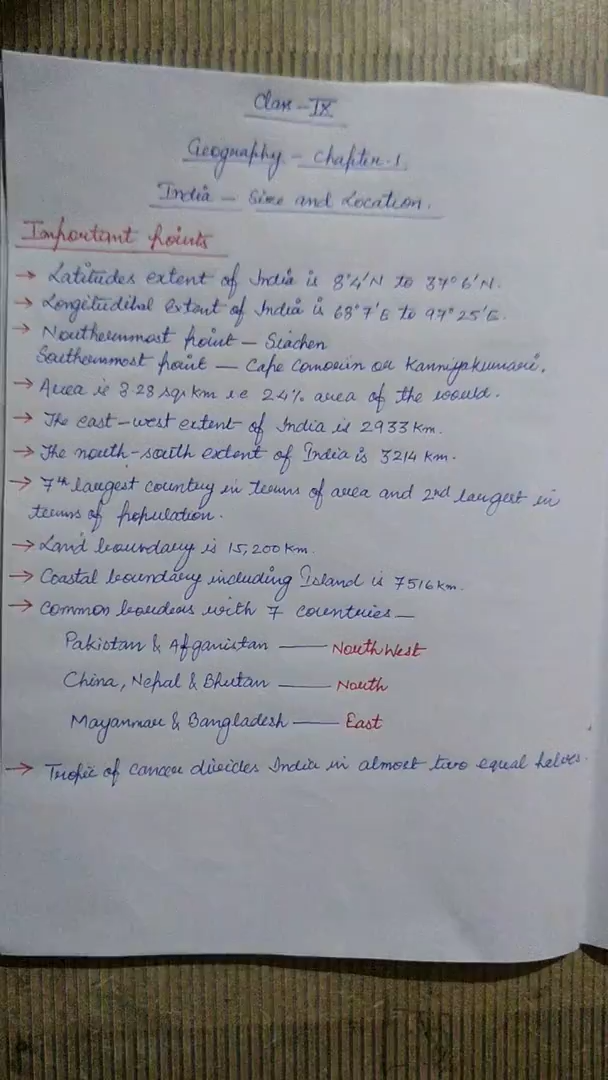 Class - IX
Geography - Chapter-1.
India - Size and Location.
Important points
→ Latitudes extent of India is 8°4'N to 37°6'N.
→ Longitudital Extant of India is 68°7'E to 97°25'E.
→ Northernmost point - Siachen
Southernmost point - Cape Comorin or Kanniyakumari.
→ Area is 3.28 sqr km i.e 2.4% area of the world.
→ The east-west extent of India is 2933 km.
→ The north-south extent of India is 3214 km.
→ 7th largest country in terms of area and 2nd largest in
terms of population.
→ Land boundary is 15,200 km.
→ Coastal boundary including Island is 7516 km.
→ Common borders with 7 countries—
Pakistan & Afganistan —— North West
China, Nepal & Bhutan —— North
Mayanmar & Bangladesh —— East
→ Tropic of cancer divides India in almost two equal halves.